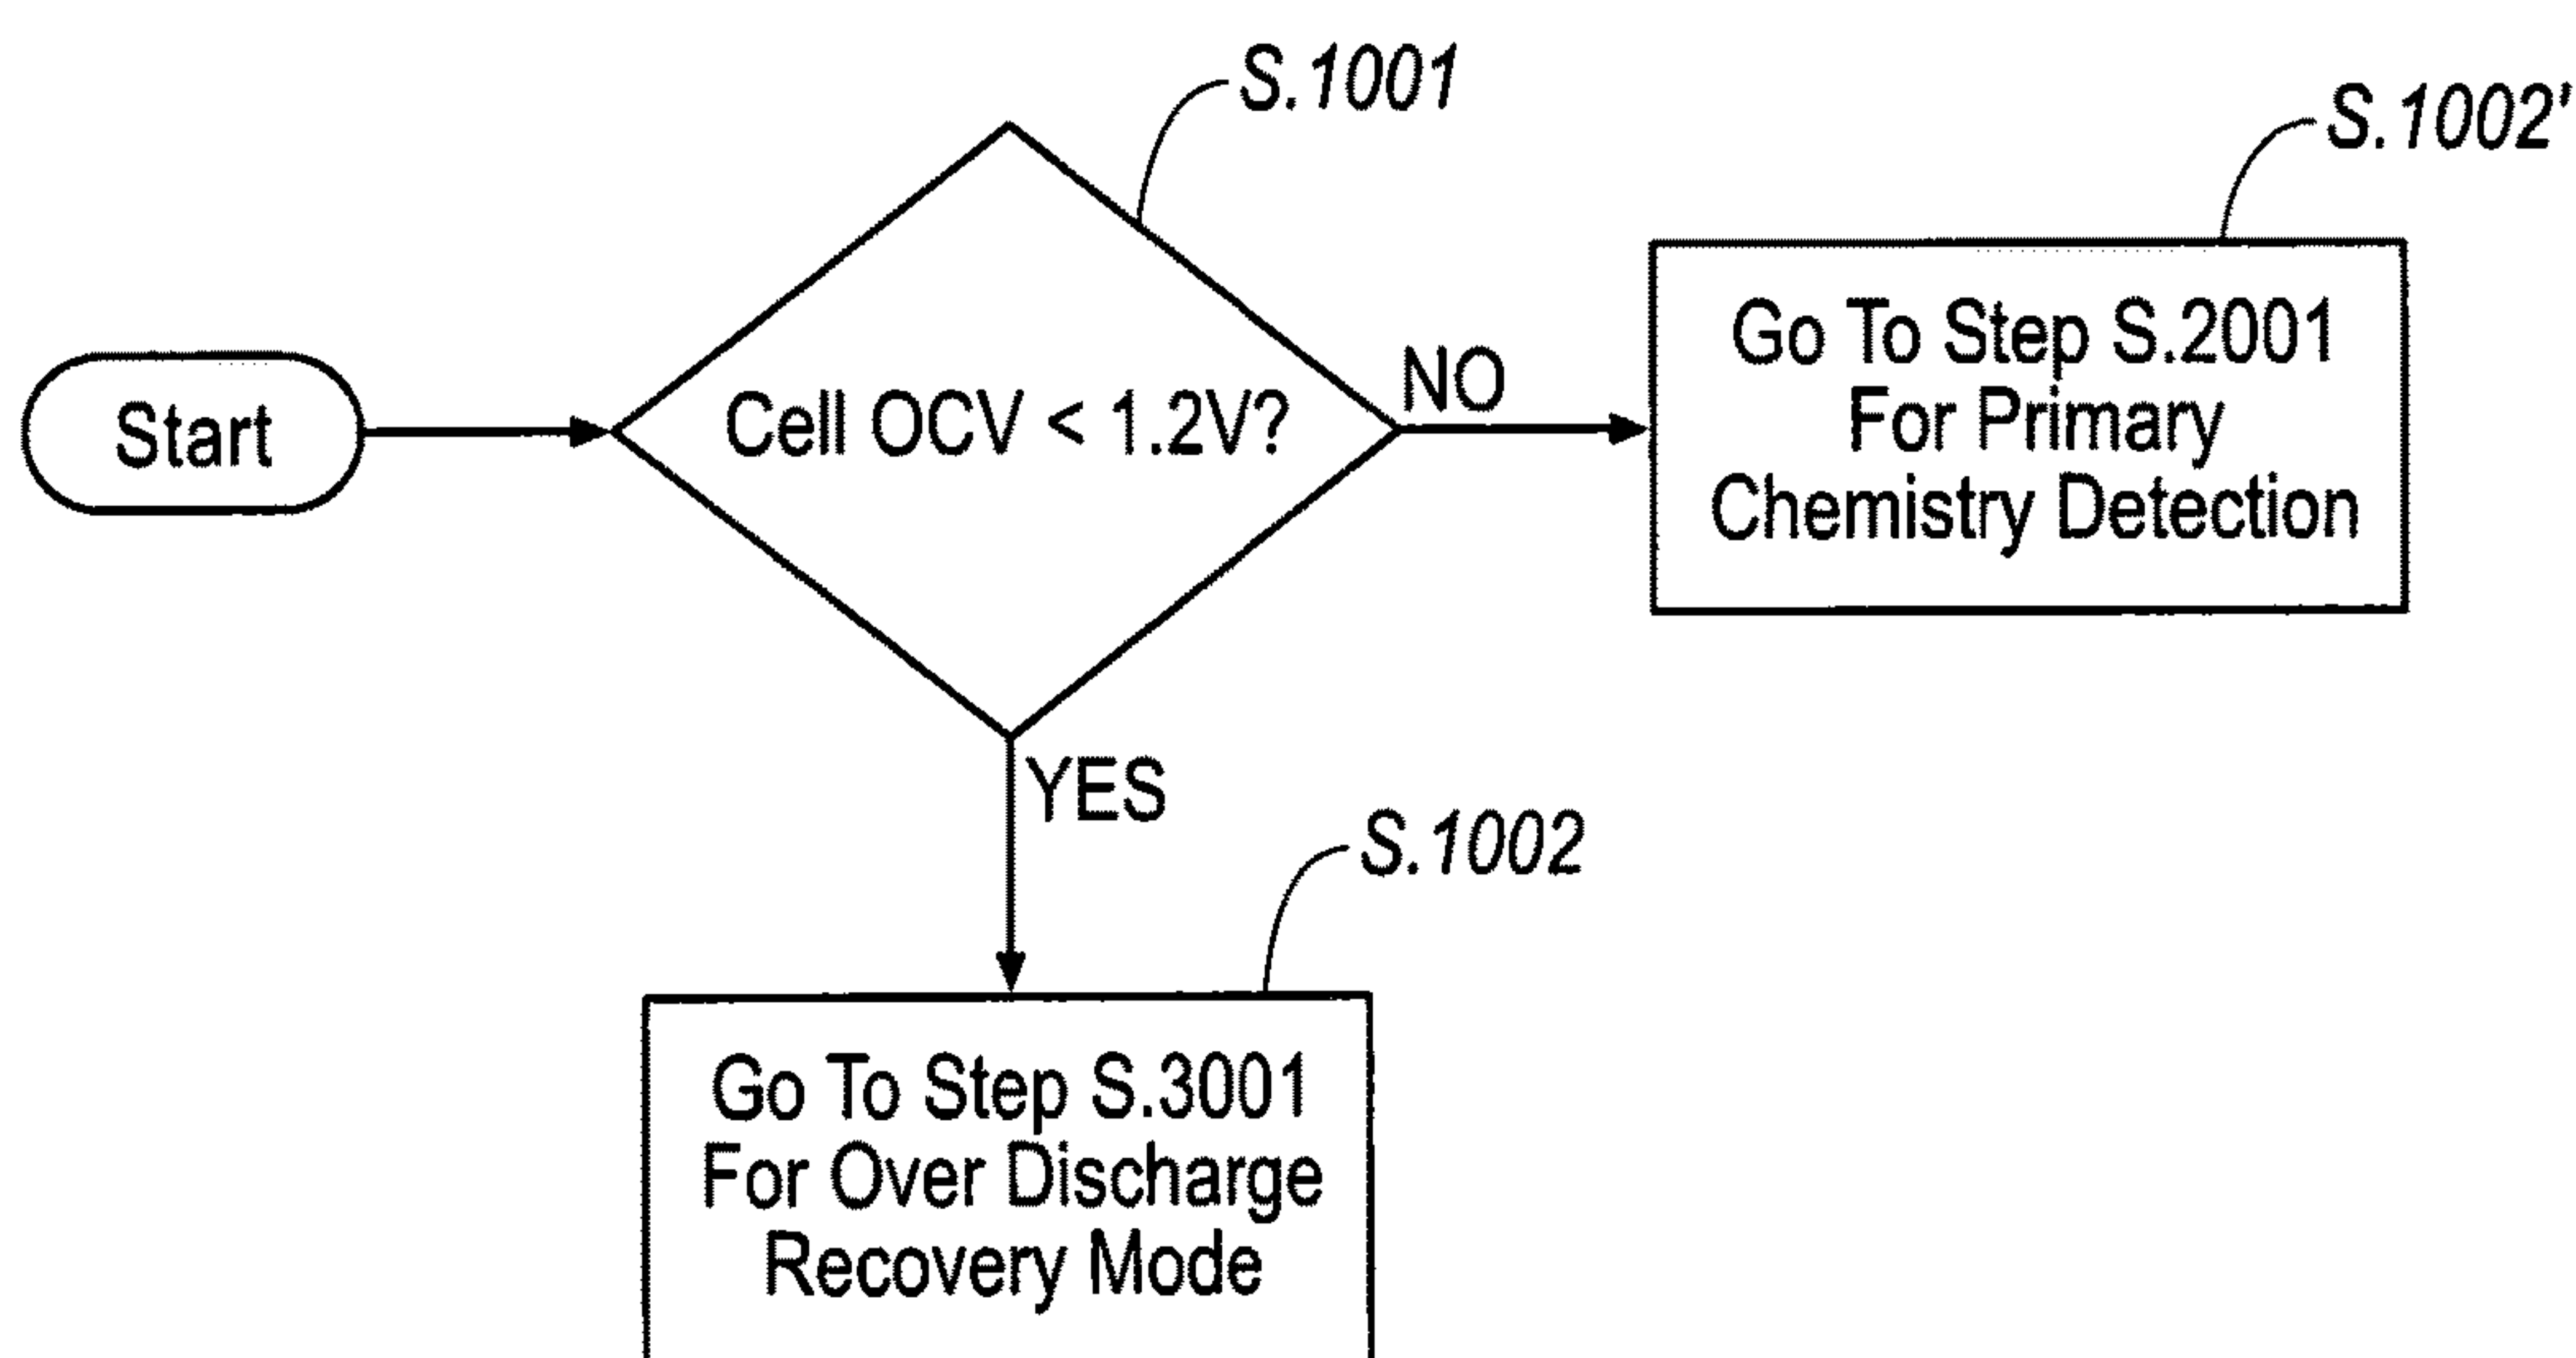 S.1001
S.1002'
Start
Cell OCV < 1.2V?
NO
Go To Step S.2001
For Primary
Chemistry Detection
YES
S.1002
Go To Step S.3001
For Over Discharge
Recovery Mode